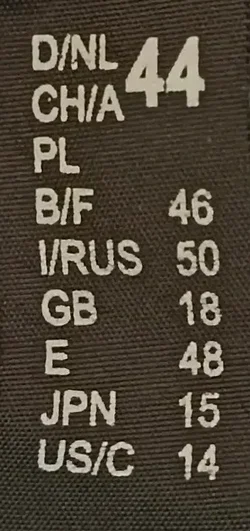 D/NL 44
CH/A
PL
B/F 46
I/RUS 50
GB 18
E 48
JPN 15
US/C 14